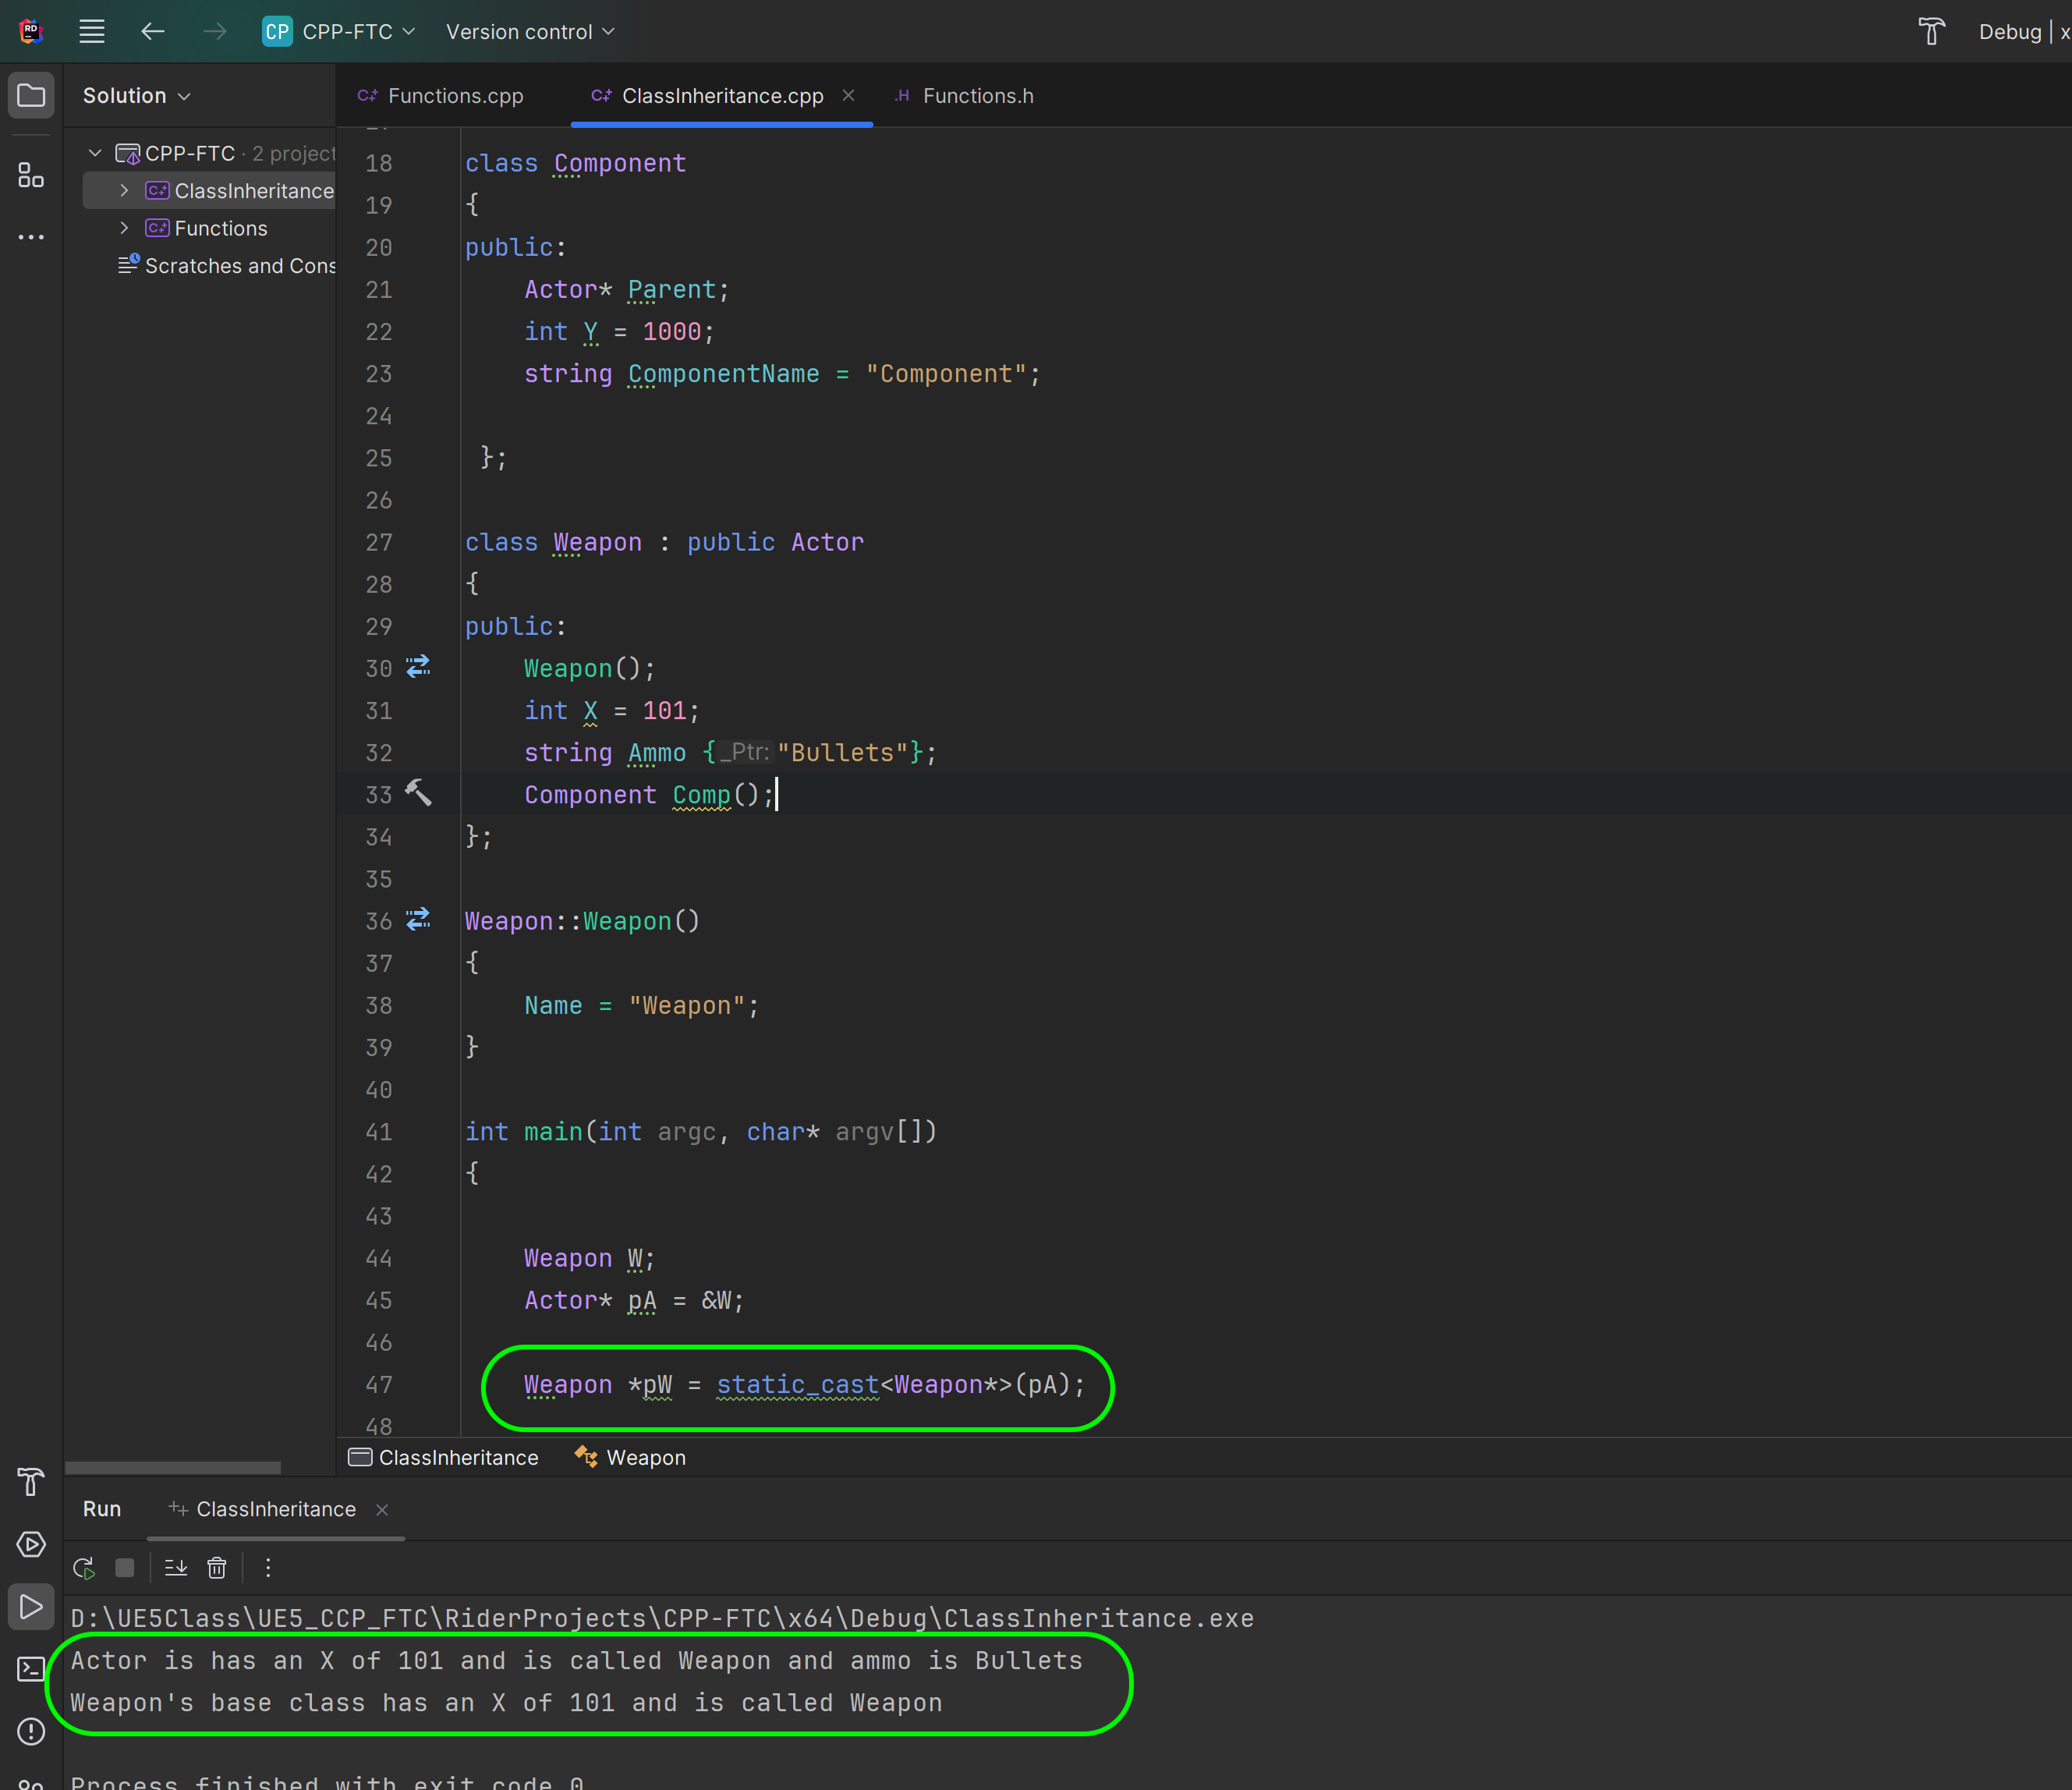 RD
CP CPP-FTC Version control Debug | x
Solution
Functions.cpp ClassInheritance.cpp .H Functions.h
CPP-FTC · 2 project
ClassInheritance
Functions
Scratches and Cons
18 class Component
19 {
20 public:
21 Actor* Parent;
22 int Y = 1000;
23 string ComponentName = "Component";
24
25 };
26
27 class Weapon : public Actor
28 {
29 public:
30 Weapon();
31 int X = 101;
32 string Ammo {_Ptr: "Bullets"};
33 Component Comp();
34 };
35
36 Weapon::Weapon()
37 {
38 Name = "Weapon";
39 }
40
41 int main(int argc, char* argv[])
42 {
43
44 Weapon W;
45 Actor* pA = &W;
46
47 Weapon *pW = static_cast<Weapon*>(pA);
48
ClassInheritance Weapon
Run ClassInheritance
D:\UE5Class\UE5_CCP_FTC\RiderProjects\CPP-FTC\x64\Debug\ClassInheritance.exe
Actor is has an X of 101 and is called Weapon and ammo is Bullets
Weapon's base class has an X of 101 and is called Weapon
Process finished with exit code 0